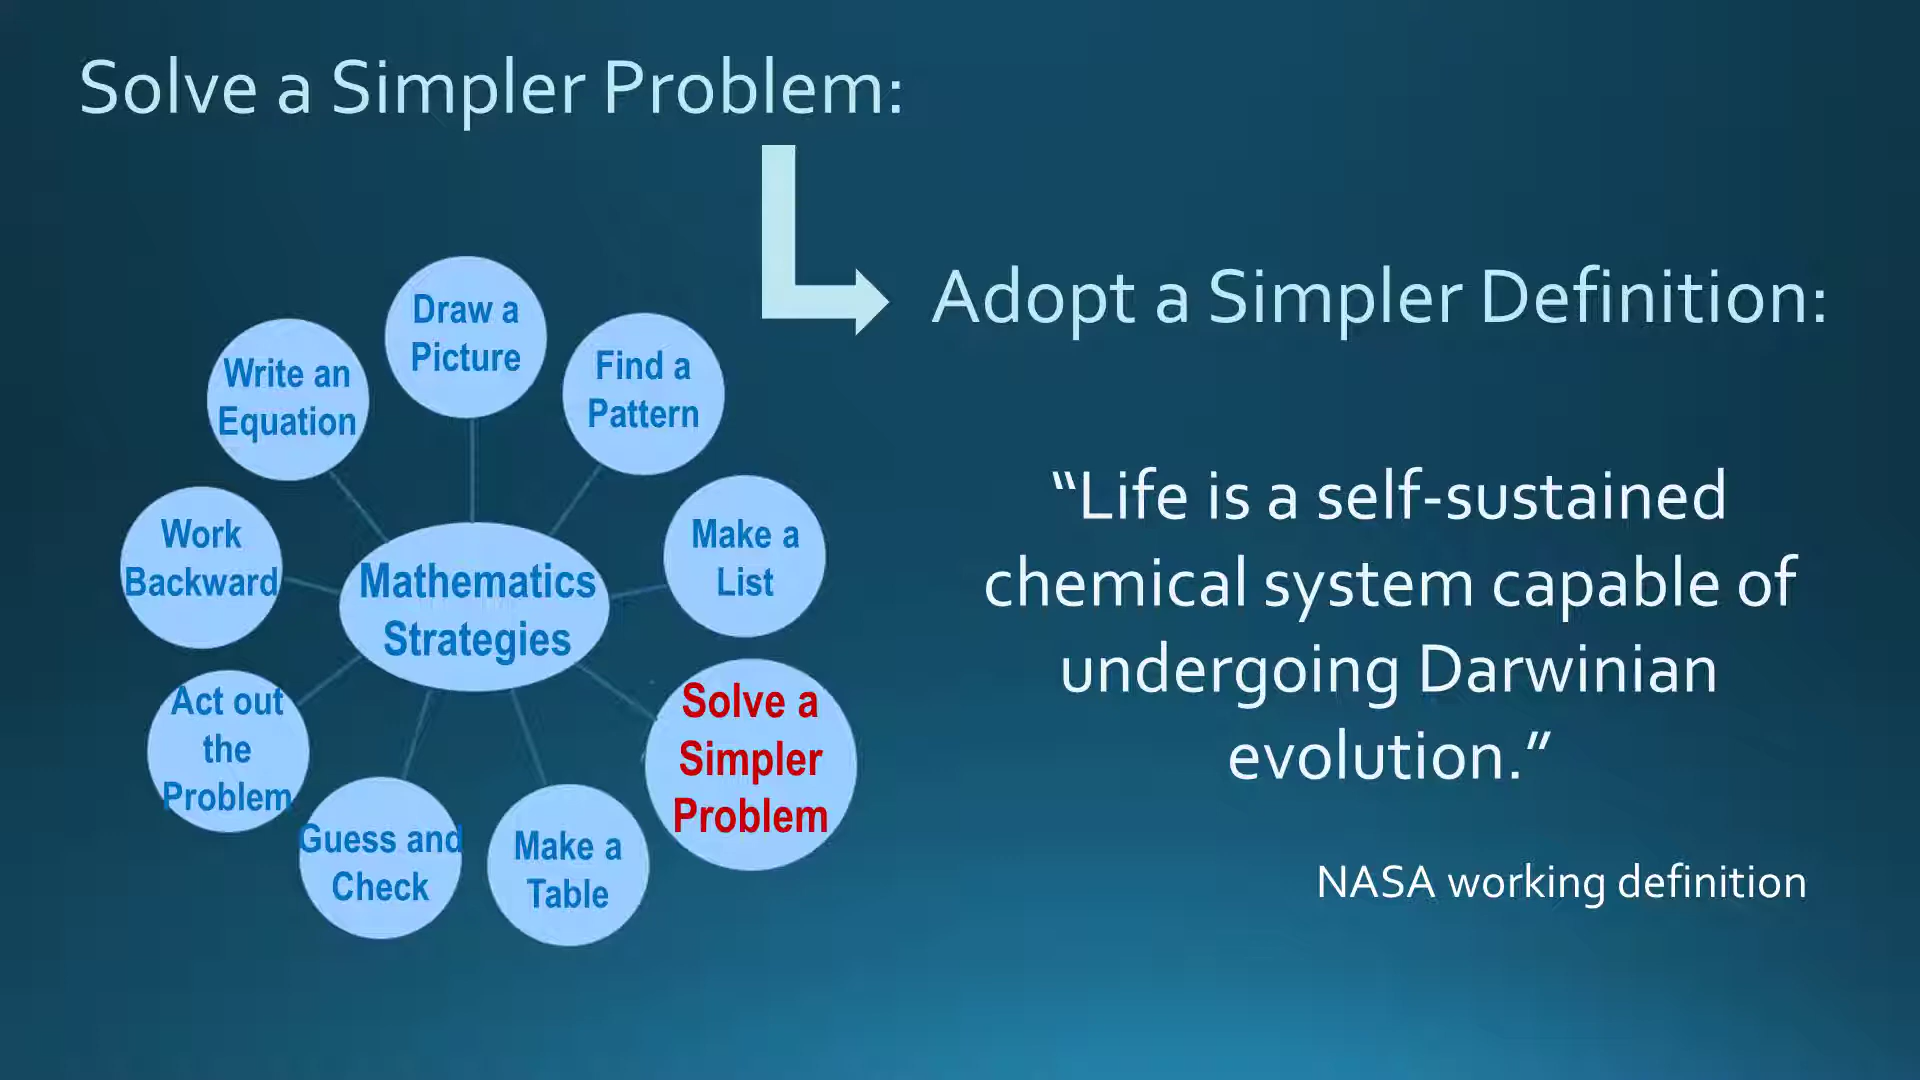 Solve a Simpler Problem:
Adopt a Simpler Definition:
Draw a
Picture
Find a
Pattern
Make a
List
Solve a
Simpler
Problem
Make a
Table
Guess and
Check
Act out
the
Problem
Work
Backward
Write an
Equation
Mathematics
Strategies
“Life is a self-sustained
chemical system capable of
undergoing Darwinian
evolution.”
NASA working definition